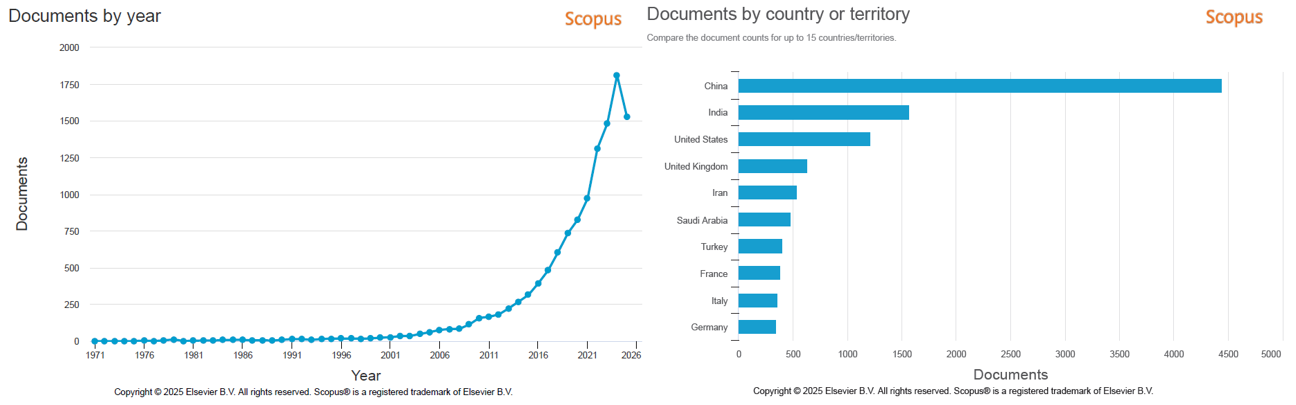 Documents by year
Scopus
2000
1750
1500
1250
1000
750
500
250
0
Documents
1971 1976 1981 1986 1991 1996 2001 2006 2011 2016 2021 2026
Year
Copyright © 2025 Elsevier B.V. All rights reserved. Scopus® is a registered trademark of Elsevier B.V.
Documents by country or territory
Scopus
Compare the document counts for up to 15 countries/territories.
China
India
United States
United Kingdom
Iran
Saudi Arabia
Turkey
France
Italy
Germany
0 500 1000 1500 2000 2500 3000 3500 4000 4500 5000
Documents
Copyright © 2025 Elsevier B.V. All rights reserved. Scopus® is a registered trademark of Elsevier B.V.